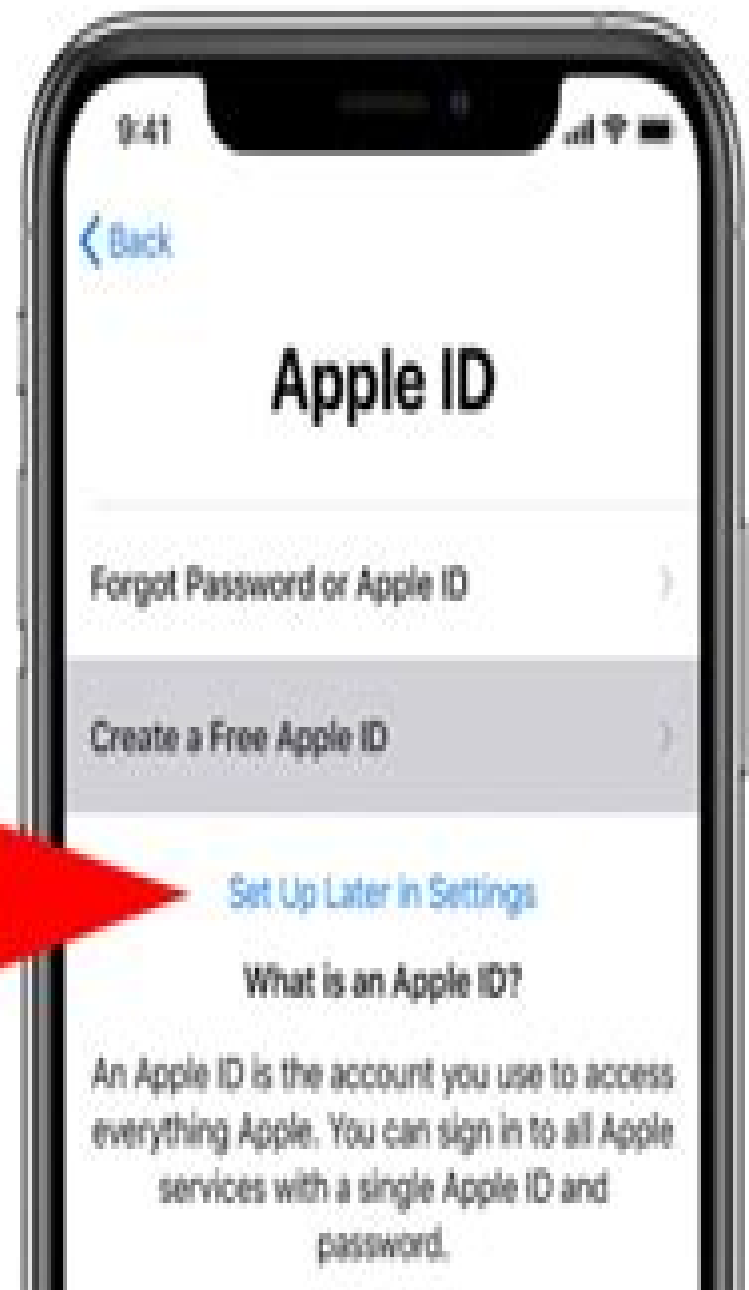 9:41
Back
Apple ID
Forgot Password or Apple ID
Create a Free Apple ID
Set Up Later in Settings
What is an Apple ID?
An Apple ID is the account you use to access
everything Apple. You can sign in to all Apple
services with a single Apple ID and
password.